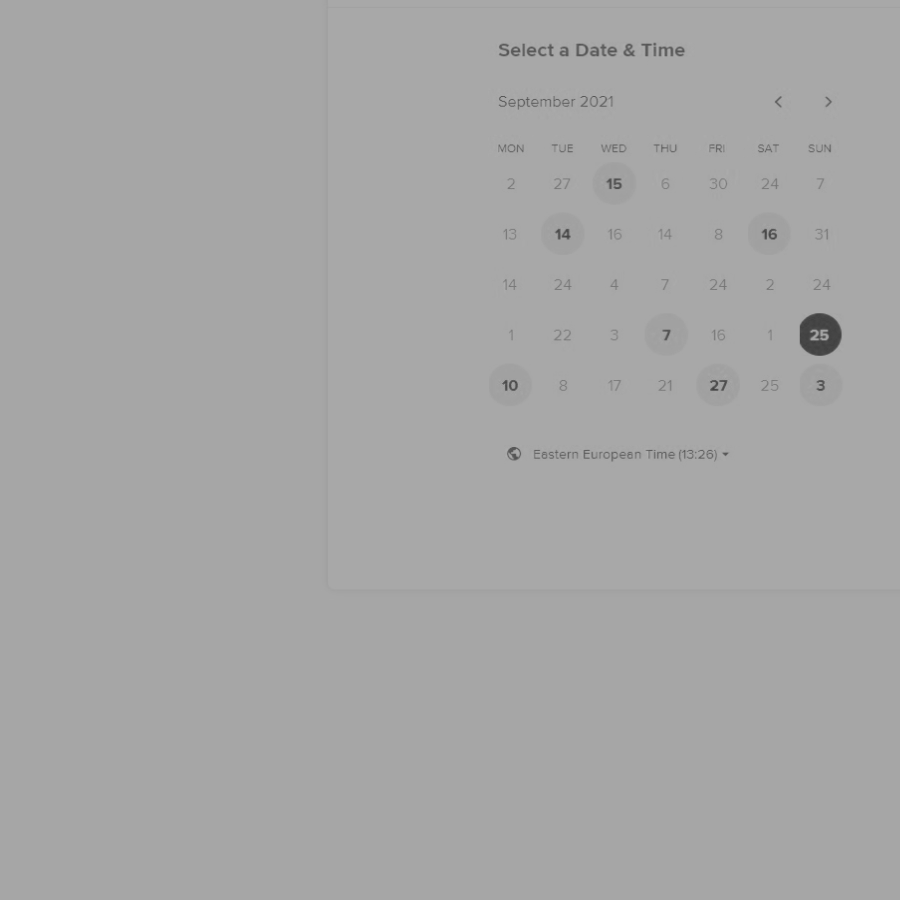 Select a Date & Time
September 2021
MON TUE WED THU FRI SAT SUN
2 27 15 6 30 24 7
13 14 16 14 8 16 31
14 24 4 7 24 2 24
1 22 3 7 16 1 25
10 8 17 21 27 25 3
Eastern European Time (13:26)